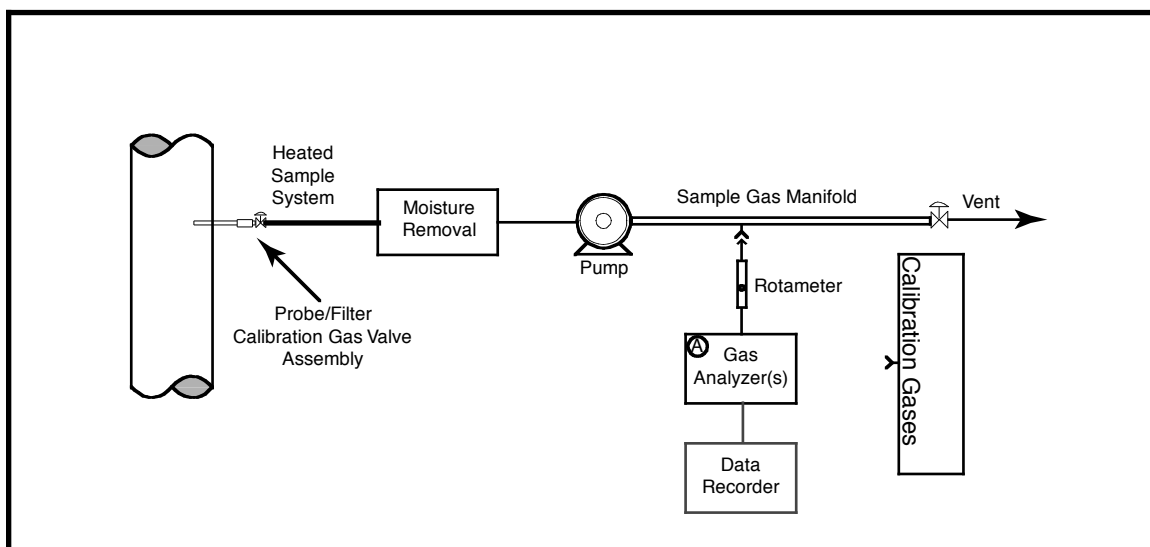 Heated
Sample
System
Moisture
Removal
Pump
Sample Gas Manifold
Vent
Probe/Filter
Calibration Gas Valve
Assembly
Rotameter
A
Gas
Analyzer(s)
Data
Recorder
Calibration Gases